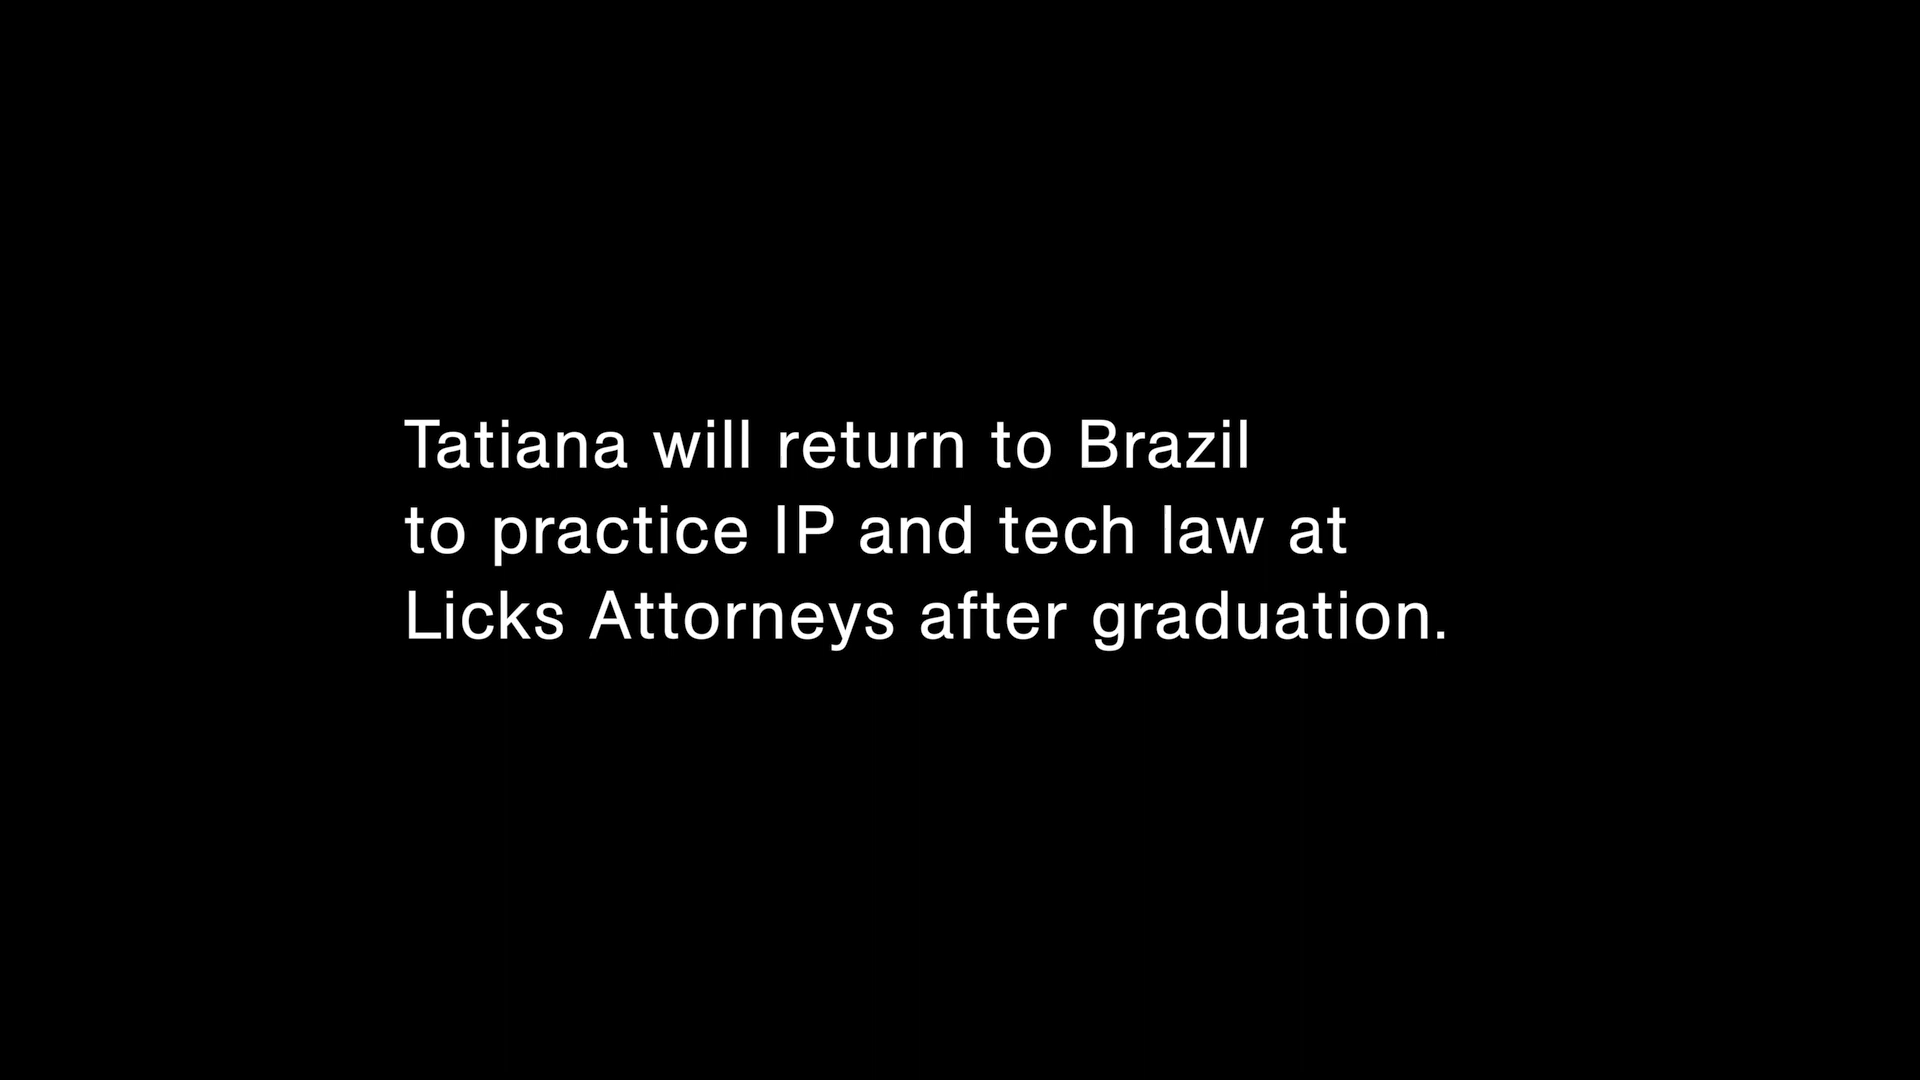 Tatiana will return to Brazil
to practice IP and tech law at
Licks Attorneys after graduation.